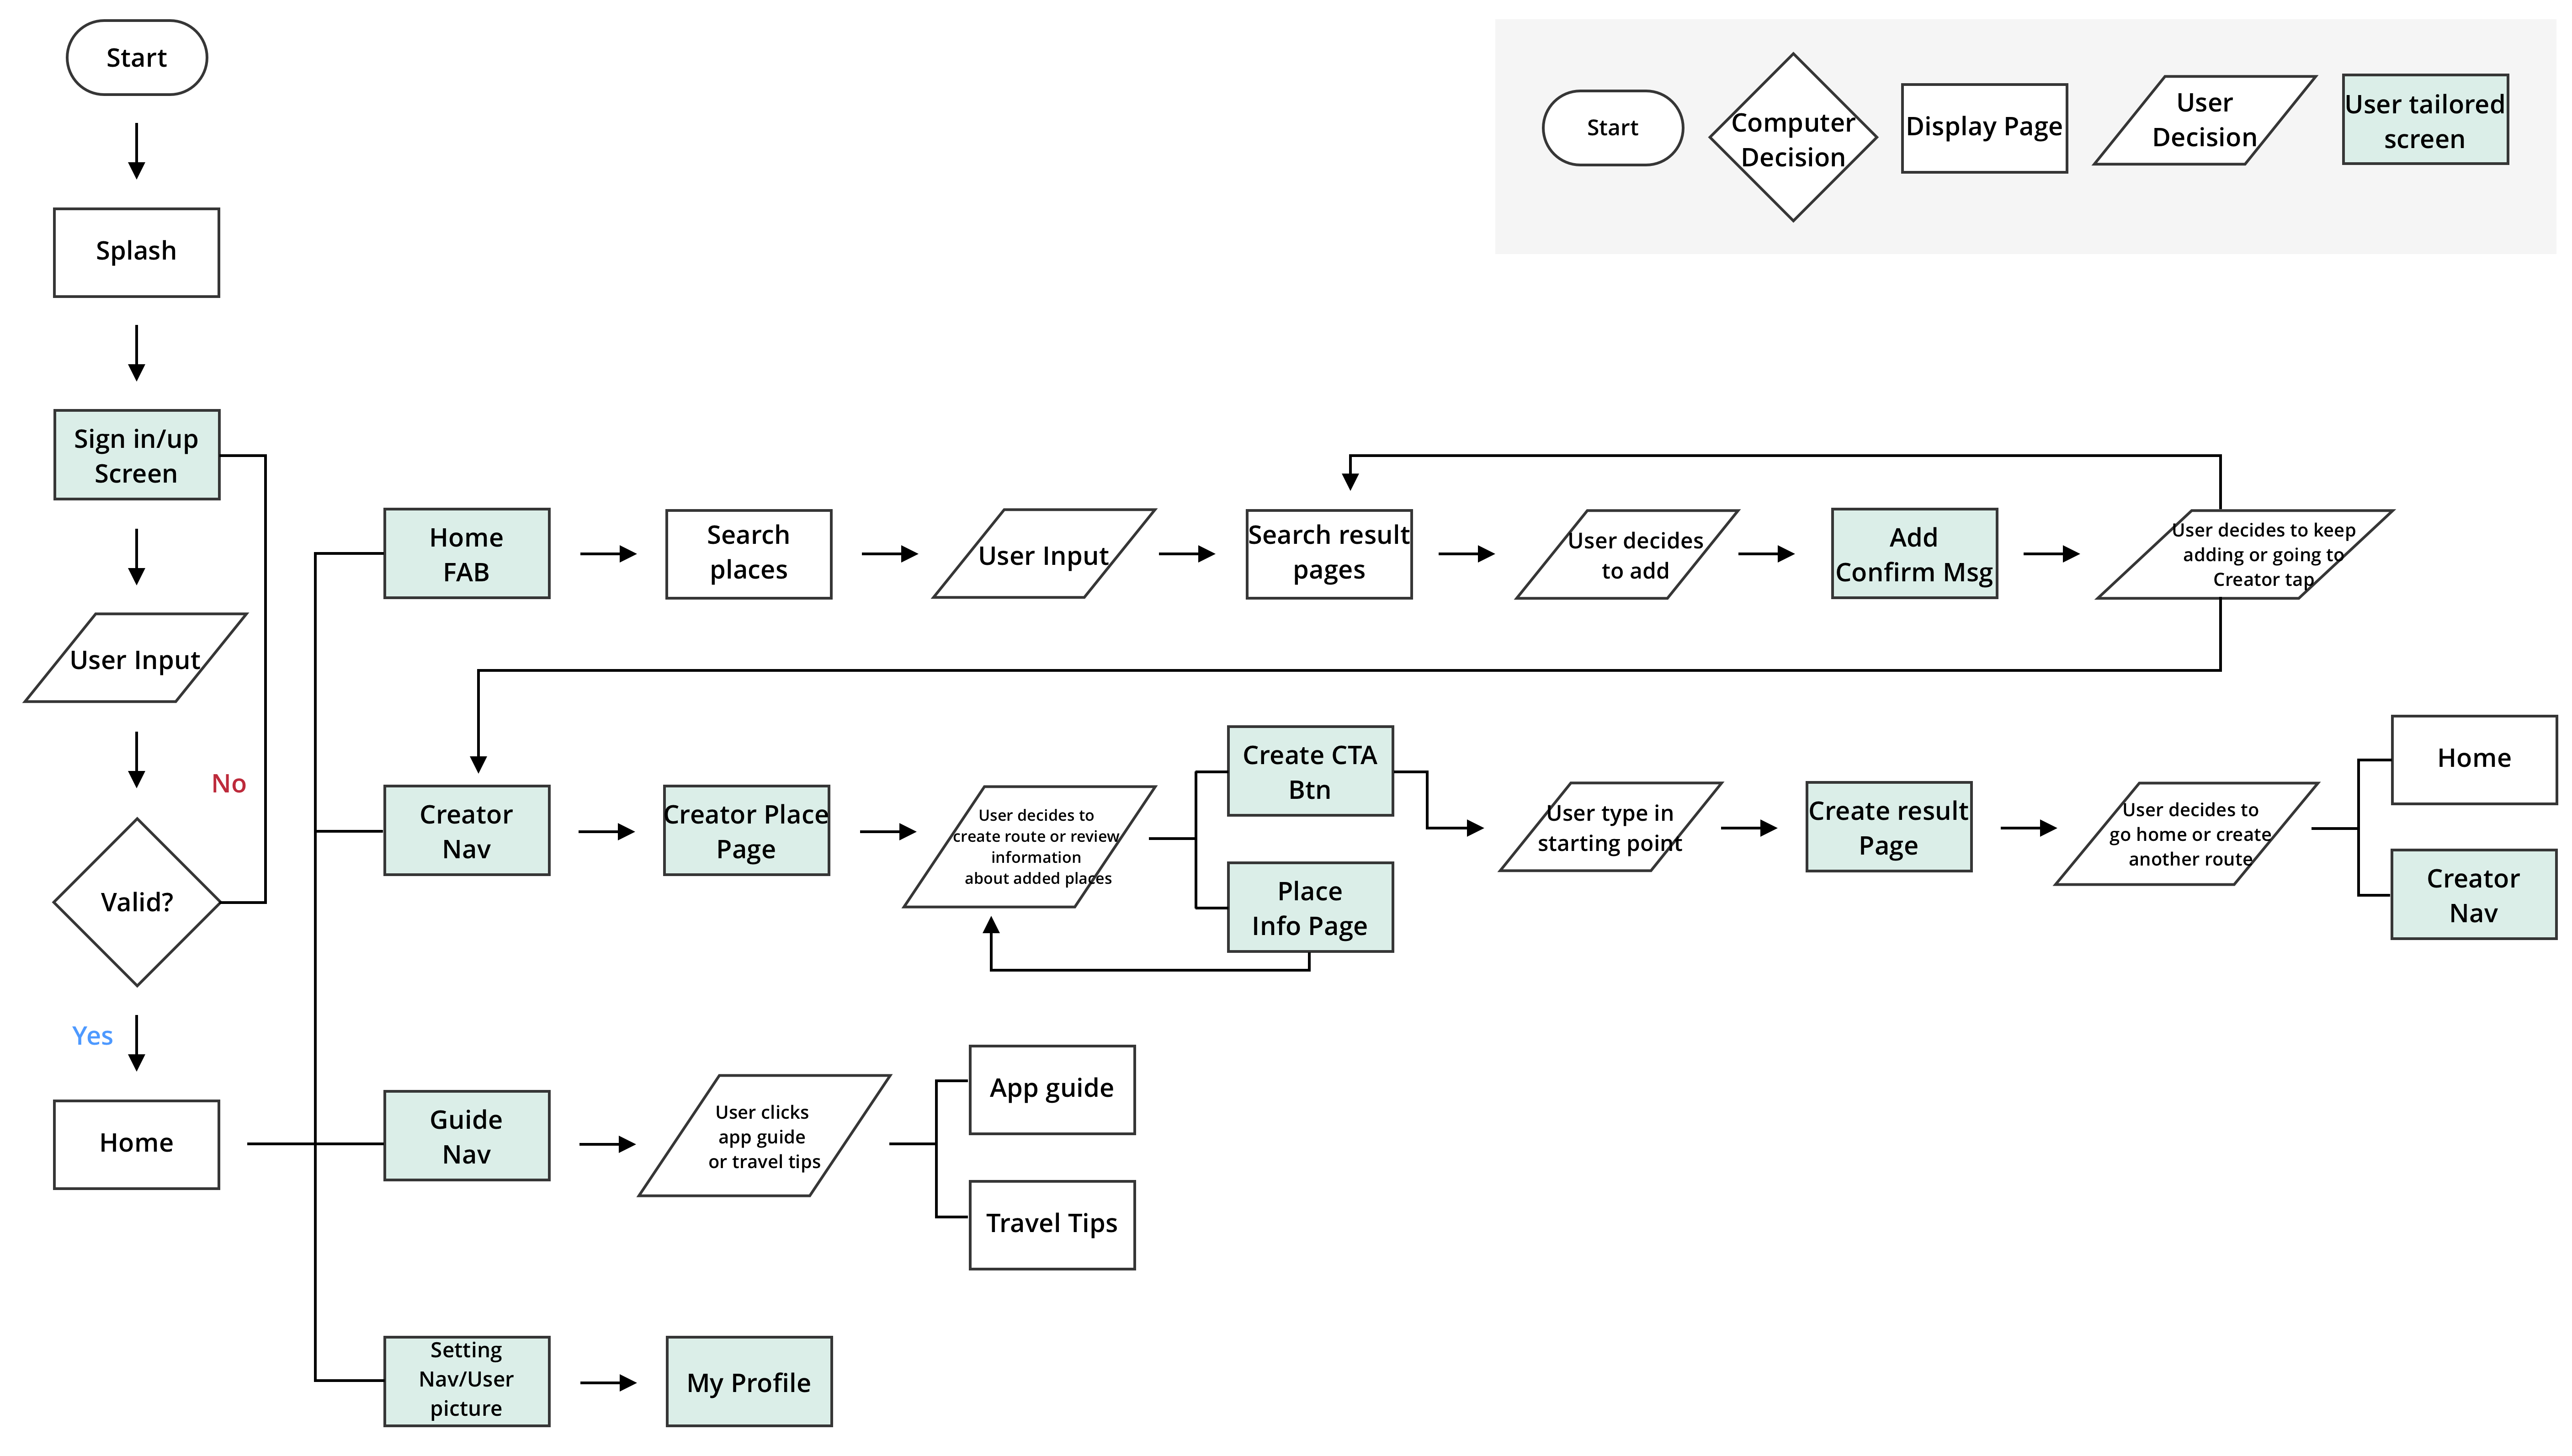 Start
Start
Computer
Decision
Display Page
User
Decision
User tailored
screen
Splash
Sign in/up
Screen
User Input
No
Valid?
Yes
Home
Home
FAB
Search
places
User Input
Search result
pages
User decides
to add
Add
Confirm Msg
User decides to keep
adding or going to
Creator tap
Creator
Nav
Creator Place
Page
User decides to
create route or review
information
about added places
Create CTA
Btn
Place
Info Page
User type in
starting point
Create result
Page
User decides to
go home or create
another route
Home
Creator
Nav
Guide
Nav
User clicks
app guide
or travel tips
App guide
Travel Tips
Setting
Nav/User
picture
My Profile